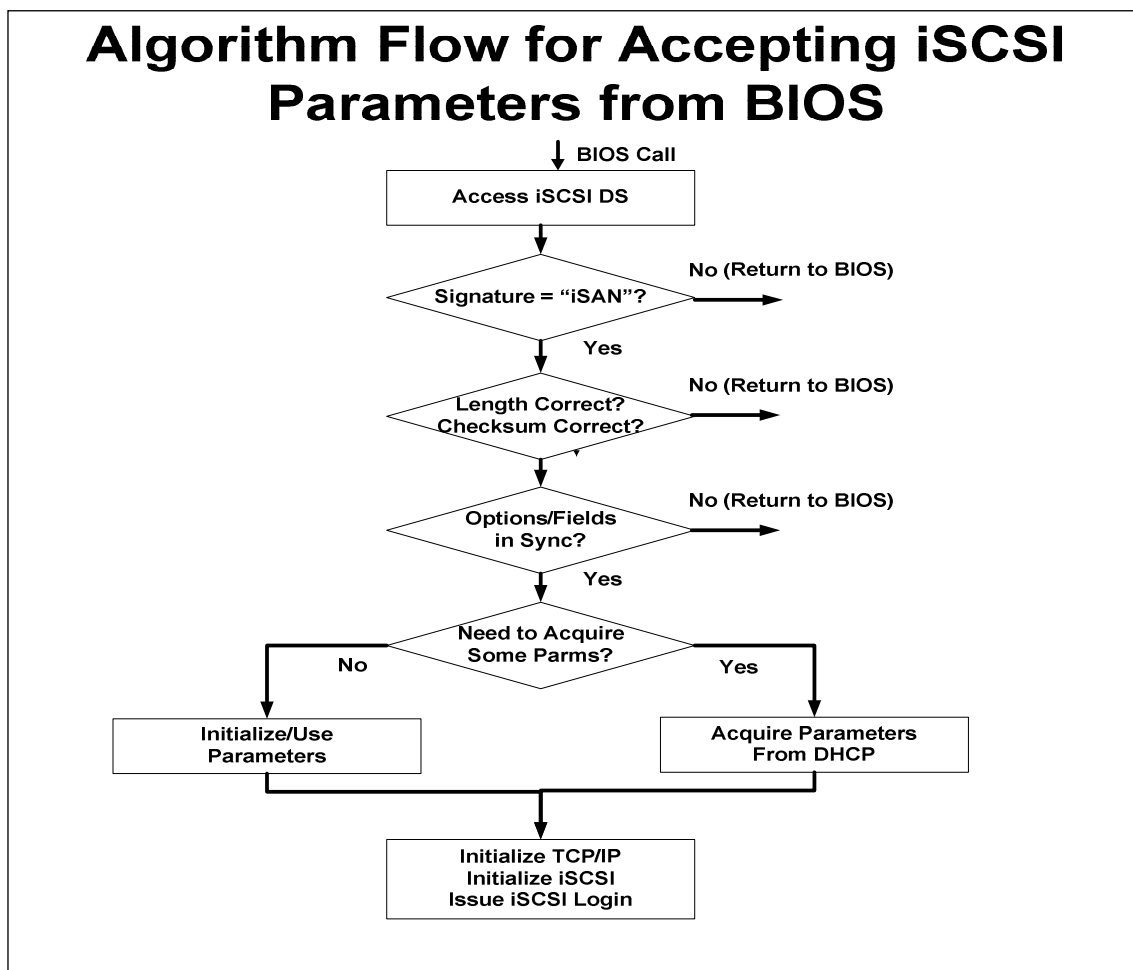 Algorithm Flow for Accepting iSCSI
Parameters from BIOS
BIOS Call
Access iSCSI DS
No (Return to BIOS)
Signature = “iSAN”?
Yes
No (Return to BIOS)
Length Correct?
Checksum Correct?
No (Return to BIOS)
Options/Fields
in Sync?
Yes
Need to Acquire
Some Parms?
No
Yes
Initialize/Use
Parameters
Acquire Parameters
From DHCP
Initialize TCP/IP
Initialize iSCSI
Issue iSCSI Login